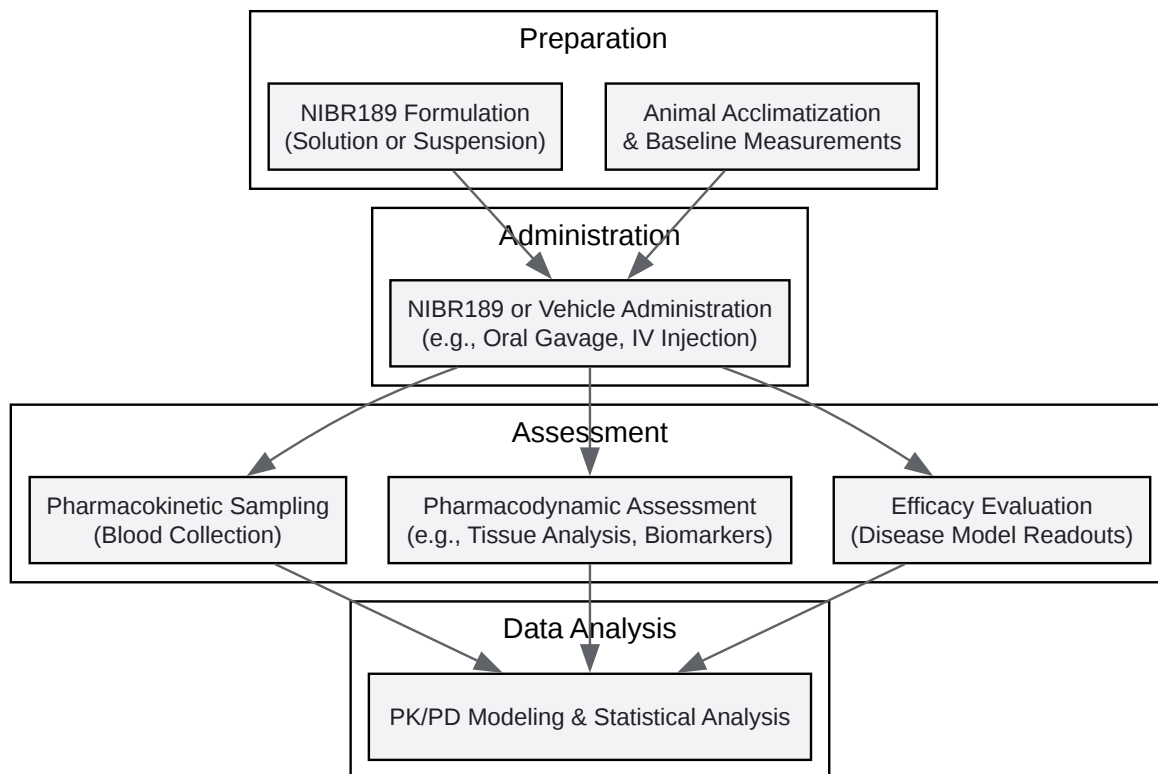 Preparation
NIBR189 Formulation
(Solution or Suspension)
Animal Acclimatization
& Baseline Measurements
Administration
NIBR189 or Vehicle Administration
(e.g., Oral Gavage, IV Injection)
Assessment
Pharmacokinetic Sampling
(Blood Collection)
Pharmacodynamic Assessment
(e.g., Tissue Analysis, Biomarkers)
Efficacy Evaluation
(Disease Model Readouts)
Data Analysis
PK/PD Modeling & Statistical Analysis